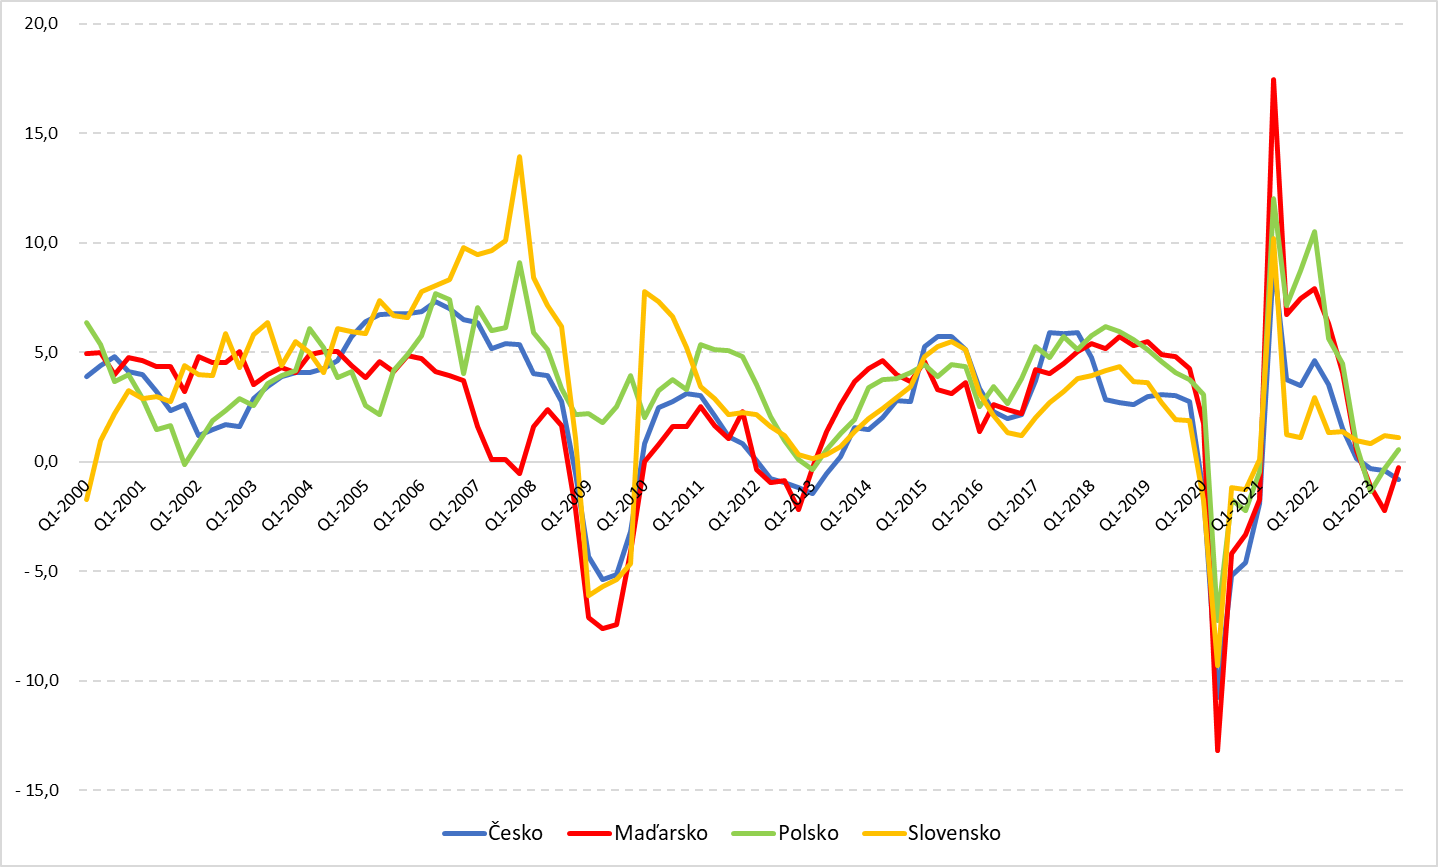 20,0
15,0
10,0
5,0
0,0
- 5,0
- 10,0
- 15,0
Q1-2000
Q1-2001
Q1-2002
Q1-2003
Q1-2004
Q1-2005
Q1-2006
Q1-2007
Q1-2008
Q1-2009
Q1-2010
Q1-2011
Q1-2012
Q1-2013
Q1-2014
Q1-2015
Q1-2016
Q1-2017
Q1-2018
Q1-2019
Q1-2020
Q1-2021
Q1-2022
Q1-2023
Česko Maďarsko Polsko Slovensko